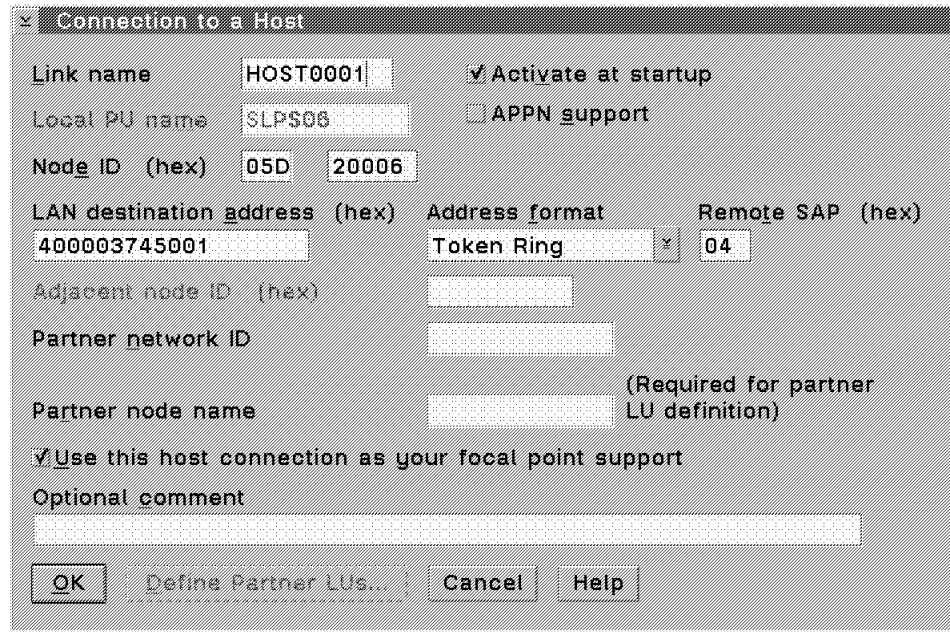 Connection to a Host
Link name HOST0001 Activate at startup
Local PU name SLPS06 APPN support
Node ID (hex) 05D 20006
LAN destination address (hex) Address format Remote SAP (hex)
400003745001 Token Ring 04
Adjacent node ID (hex)
Partner network ID
(Required for partner
Partner node name LU definition)
Use this host connection as your focal point support
Optional comment
OK Define Partner LUs... Cancel Help